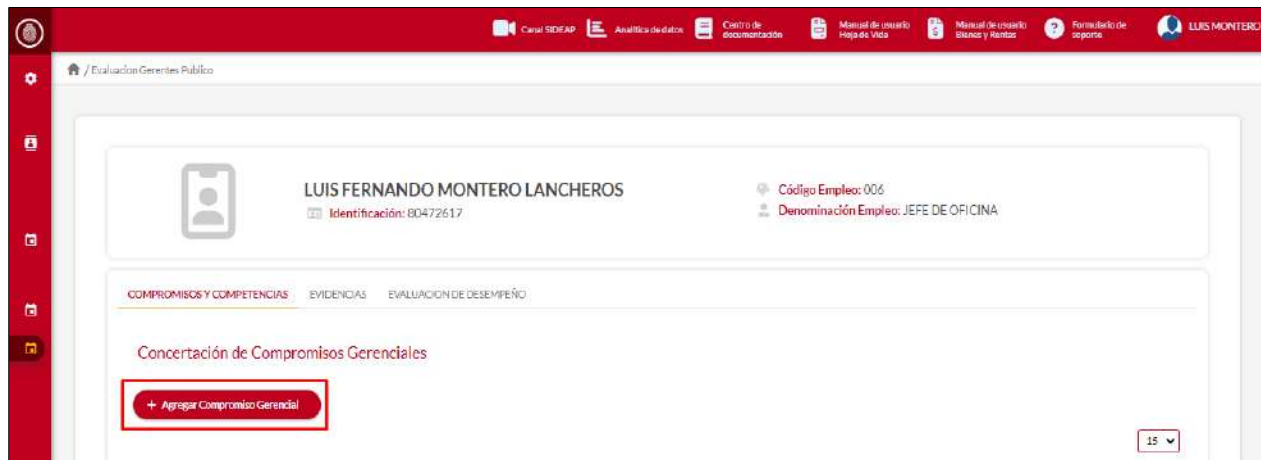 Canal SIDEAP
Analítica de datos
Centro de
documentación
Manual de usuario
Hoja de Vida
Manual de usuario
Bienes y Rentas
Formulario de
soporte
LUIS MONTERO
/ Evaluacion Gerentes Publico
LUIS FERNANDO MONTERO LANCHEROS
Identificación: 80472617
Código Empleo: 006
Denominación Empleo: JEFE DE OFICINA
COMPROMISOS Y COMPETENCIAS
EVIDENCIAS
EVALUACION DE DESEMPEÑO
Concertación de Compromisos Gerenciales
+ Agregar Compromiso Gerencial
15